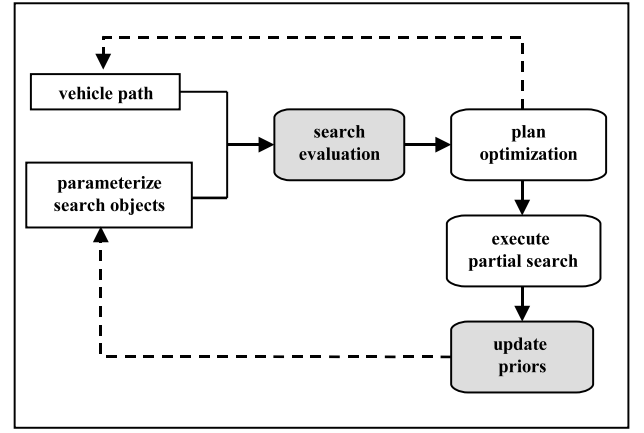 vehicle path
parameterize
search objects
search
evaluation
plan
optimization
execute
partial search
update
priors